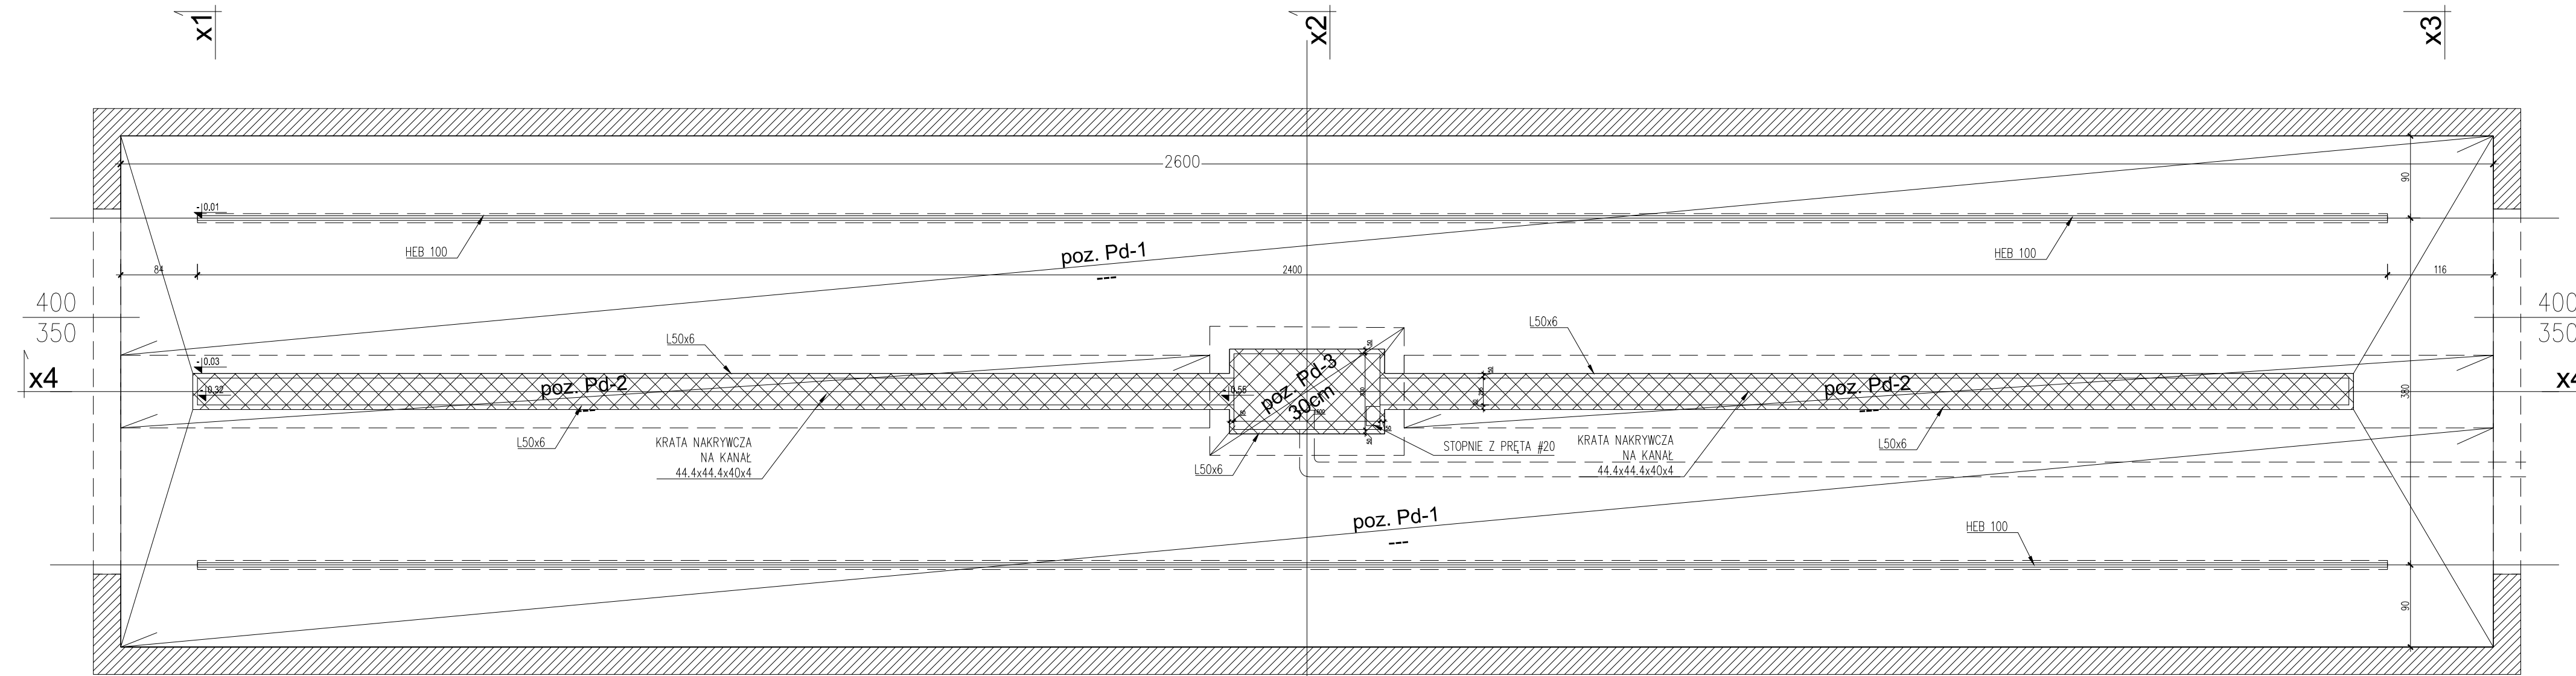 x1
x2
x3
2600
90
-0.01
HEB 100
HEB 100
poz. Pd-1
---
84
2400
116
400
350
400
350
L50x6
L50x6
-0.03
x4
-0.32
poz. Pd-2
---
-0.55
poz. Pd-3
30cm
poz. Pd-2
---
380
x4
L50x6
KRATA NAKRYWCZA
NA KANAŁ
44.4x44.4x40x4
L50x6
STOPNIE Z PRĘTA #20
KRATA NAKRYWCZA
NA KANAŁ
44.4x44.4x40x4
L50x6
poz. Pd-1
---
HEB 100
90